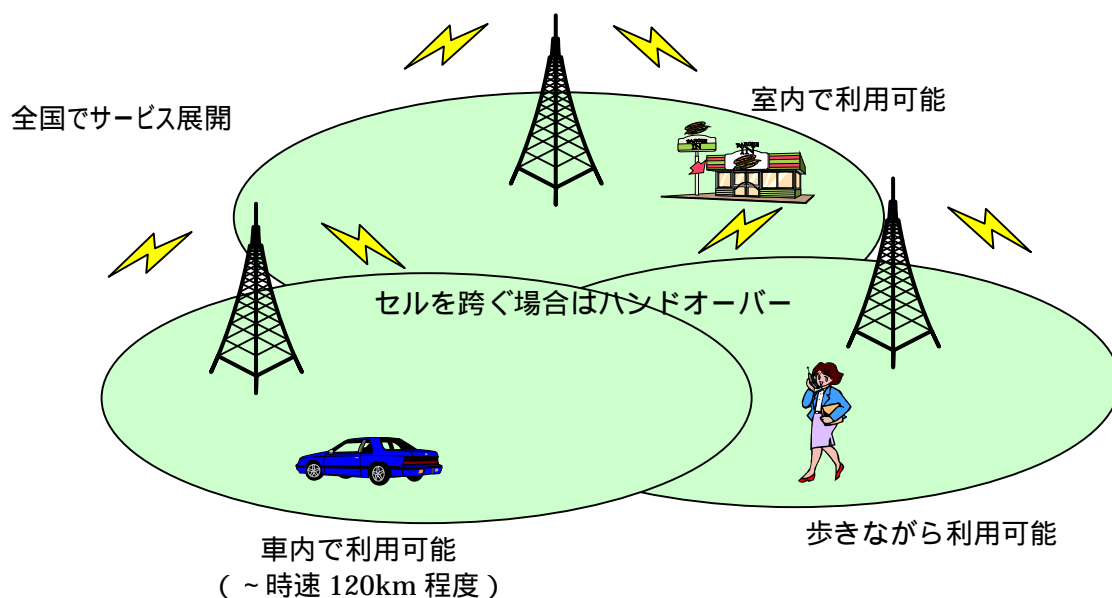 全国でサービス展開
室内で利用可能
セルを跨ぐ場合はハンドオーバー
歩きながら利用可能
車内で利用可能
(～時速 120km 程度)